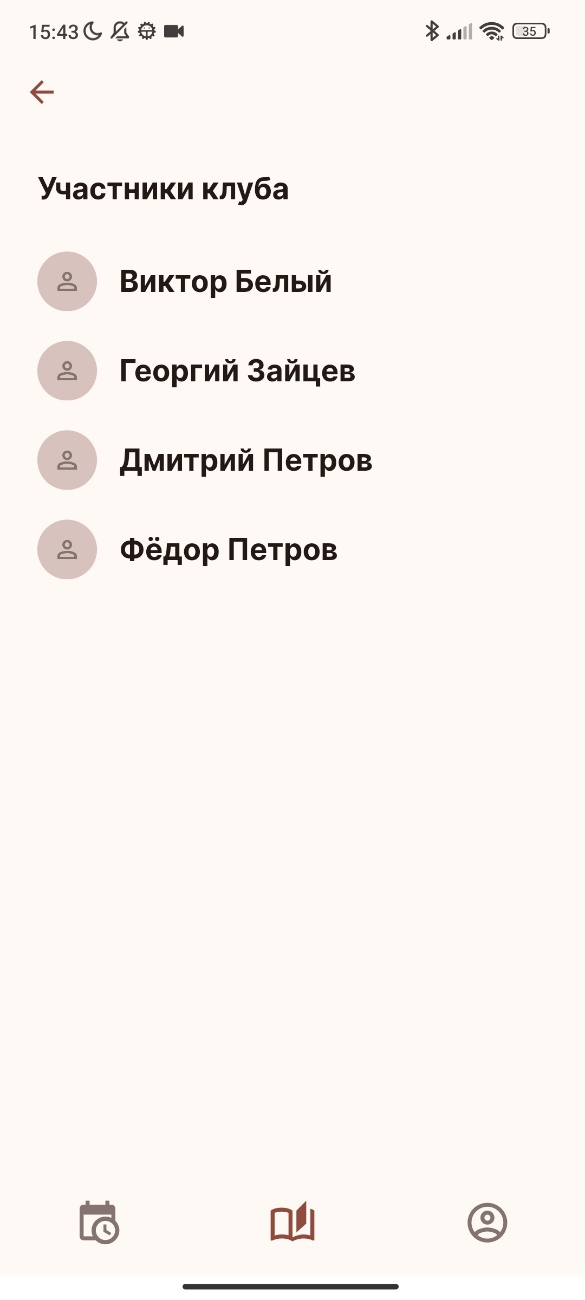 15:43
35
Участники клуба
Виктор Белый
Георгий Зайцев
Дмитрий Петров
Фёдор Петров